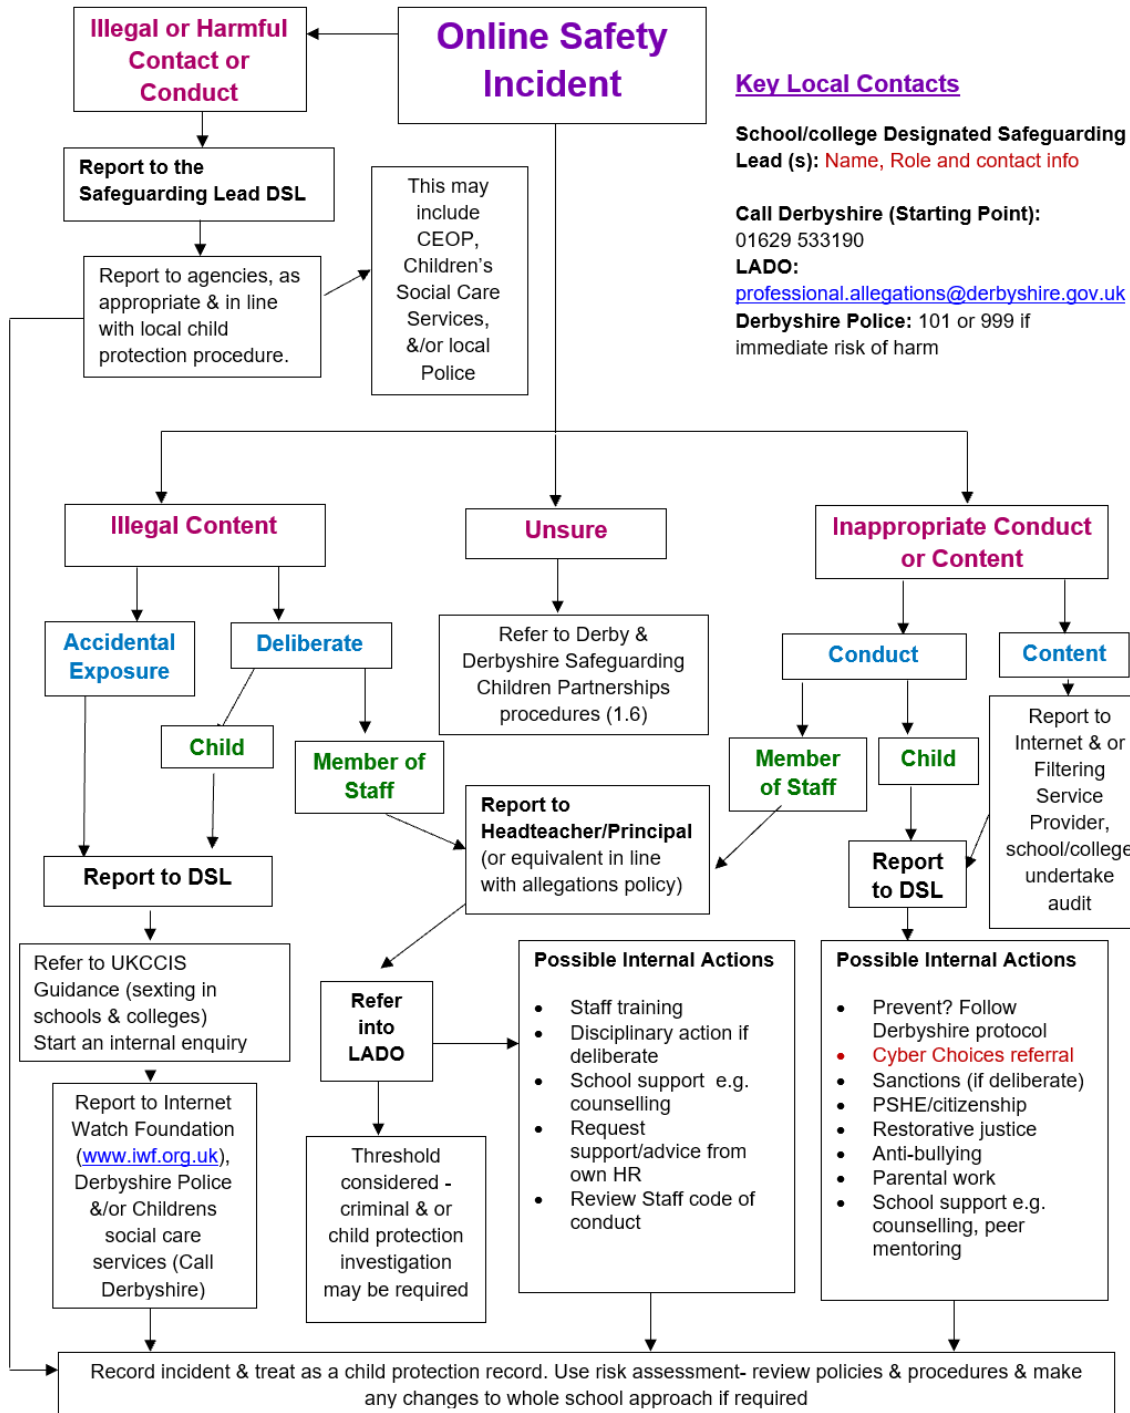 Illegal or Harmful
Contact or
Conduct
Online Safety
Incident
Key Local Contacts
School/college Designated Safeguarding
Lead (s): Name, Role and contact info
Call Derbyshire (Starting Point):
01629 533190
LADO:
professional.allegations@derbyshire.gov.uk
Derbyshire Police: 101 or 999 if
immediate risk of harm
Report to the
Safeguarding Lead DSL
Report to agencies, as
appropriate & in line
with local child
protection procedure.
This may
include
CEOP,
Children's
Social Care
Services,
&/or local
Police
Illegal Content
Unsure
Inappropriate Conduct
or Content
Accidental
Exposure
Deliberate
Refer to Derby &
Derbyshire Safeguarding
Children Partnerships
procedures (1.6)
Conduct
Content
Child
Member of
Staff
Member
of Staff
Child
Report to
Internet & or
Filtering
Service
Provider,
school/college
undertake
audit
Report to
Headteacher/Principal
(or equivalent in line
with allegations policy)
Report to DSL
Report
to DSL
Refer to UKCCIS
Guidance (sexting in
schools & colleges)
Start an internal enquiry
Refer
into
LADO
Possible Internal Actions
• Staff training
• Disciplinary action if
deliberate
• School support  e.g.
counselling
• Request
support/advice from
own HR
• Review Staff code of
conduct
Possible Internal Actions
• Prevent? Follow
Derbyshire protocol
• Cyber Choices referral
• Sanctions (if deliberate)
• PSHE/citizenship
• Restorative justice
• Anti-bullying
• Parental work
• School support e.g.
counselling, peer
mentoring
Report to Internet
Watch Foundation
(www.iwf.org.uk),
Derbyshire Police
&/or Childrens
social care
services (Call
Derbyshire)
Threshold
considered -
criminal & or
child protection
investigation
may be required
Record incident & treat as a child protection record. Use risk assessment- review policies & procedures & make
any changes to whole school approach if required